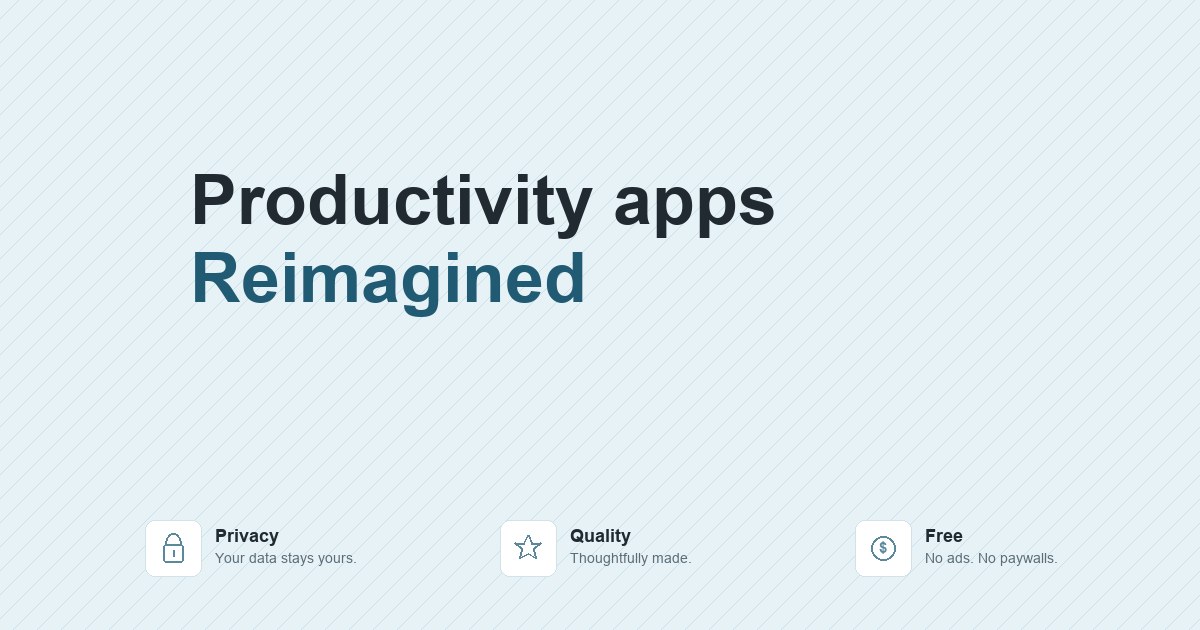 Productivity apps
Reimagined
Privacy
Your data stays yours.
Quality
Thoughtfully made.
$
Free
No ads. No paywalls.